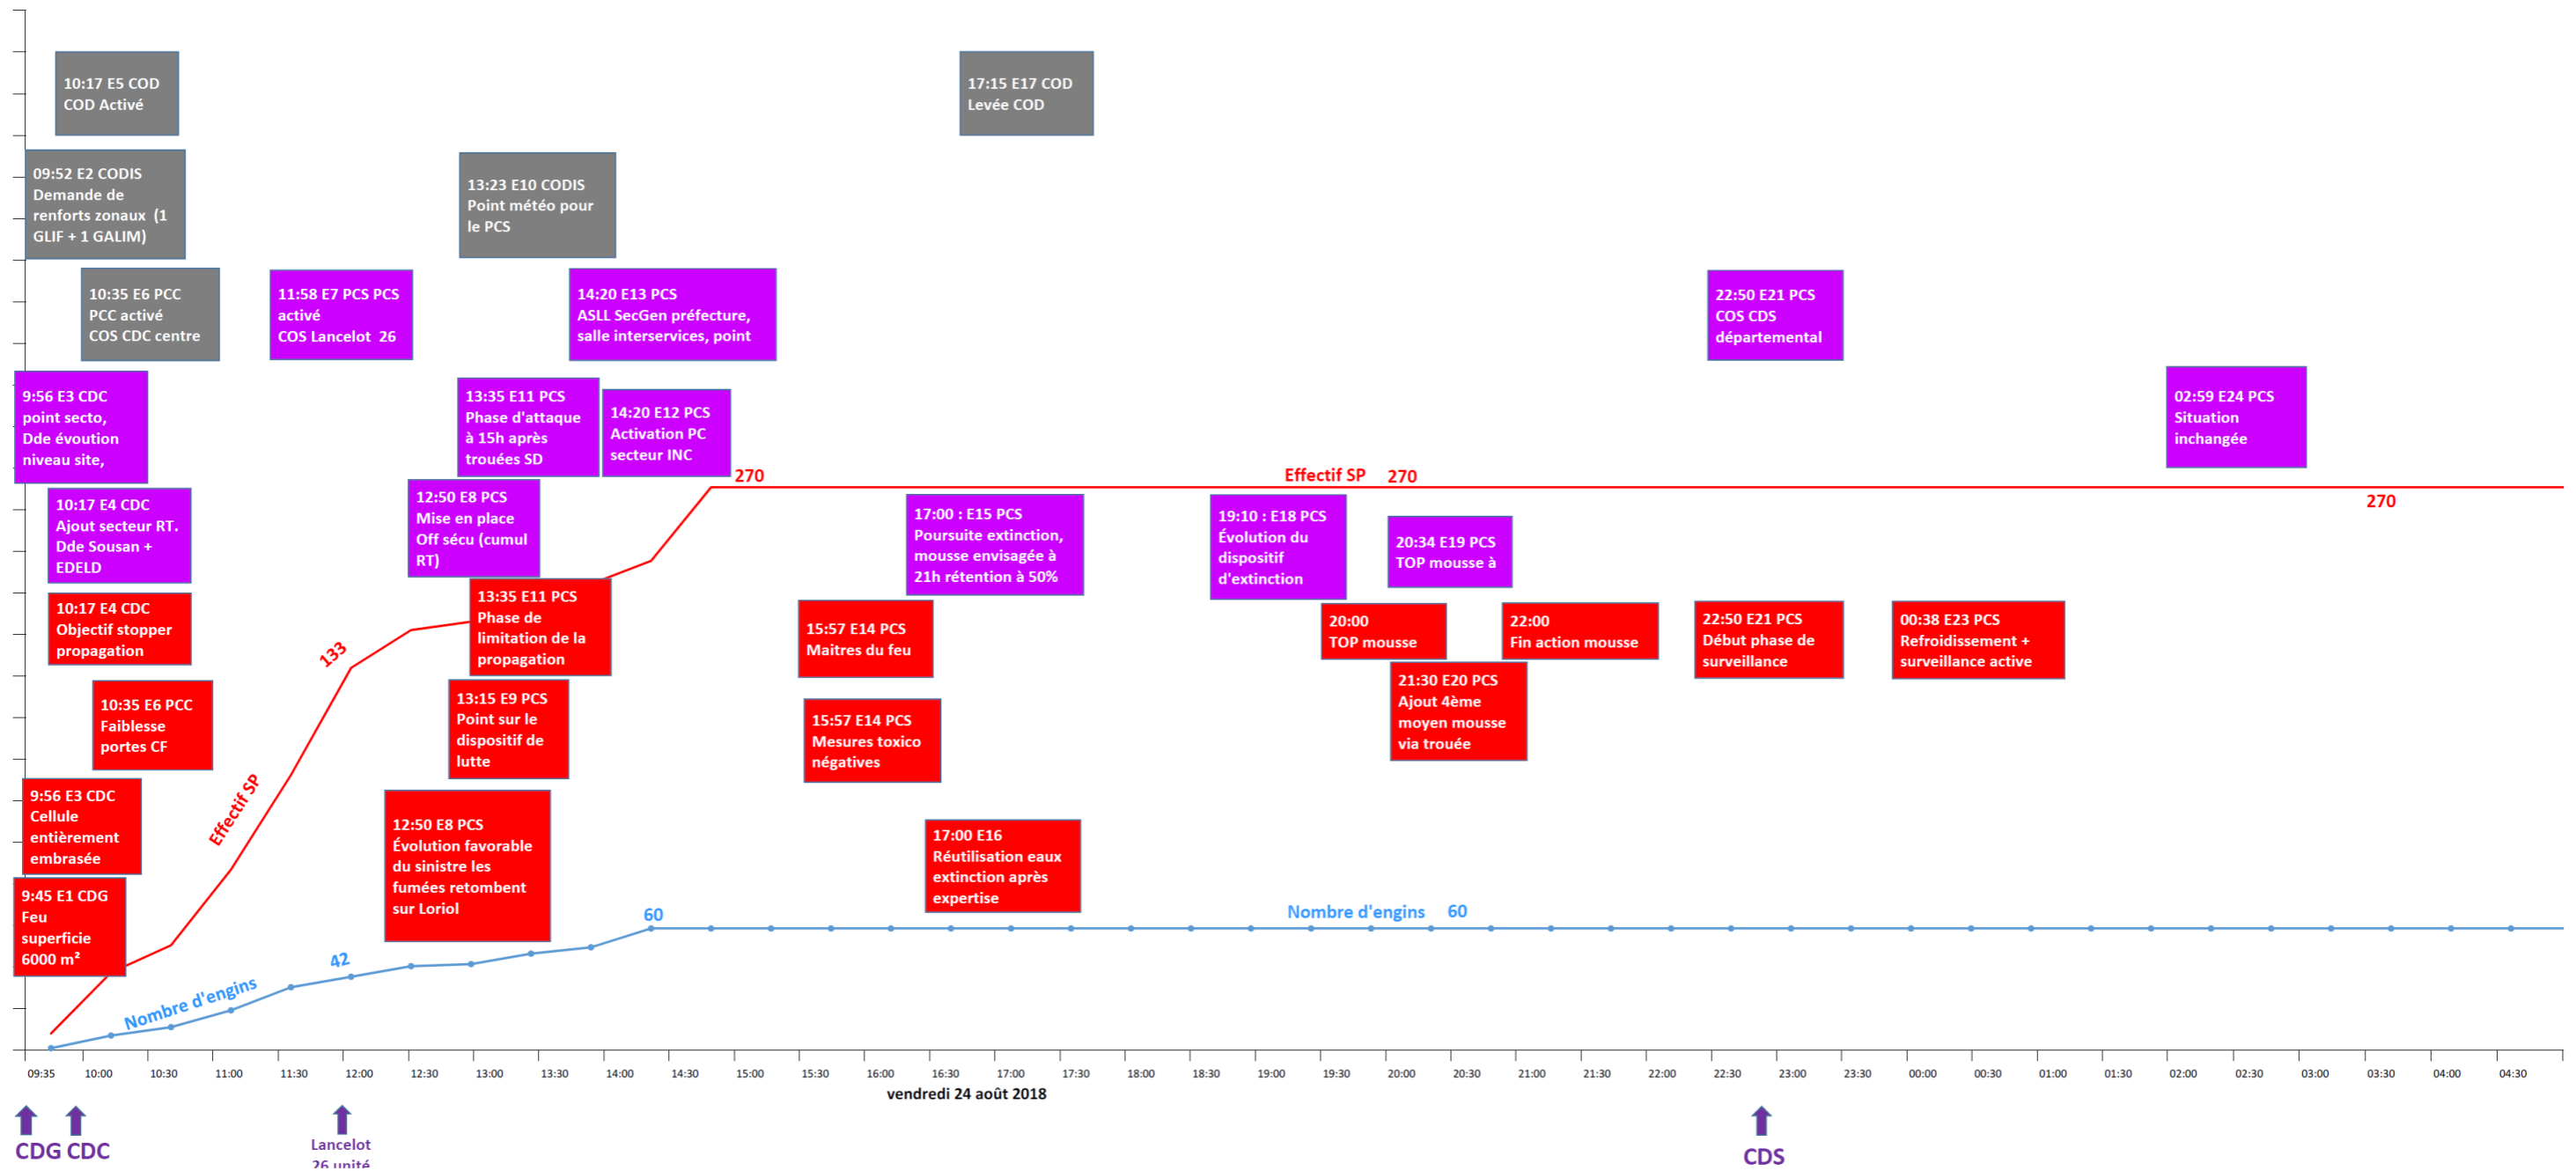 10:17 E5 COD
COD Activé
17:15 E17 COD
Levée COD
09:52 E2 CODIS
Demande de
renforts zonaux (1
GLIF + 1 GALIM)
13:23 E10 CODIS
Point météo pour
le PCS
10:35 E6 PCC
PCC activé
COS CDC centre
11:58 E7 PCS PCS
activé
COS Lancelot 26
14:20 E13 PCS
ASLL SecGen préfecture,
salle interservices, point
22:50 E21 PCS
COS CDS
départemental
9:56 E3 CDC
point secto,
Dde évoution
niveau site,
13:35 E11 PCS
Phase d'attaque
à 15h après
trouées SD
14:20 E12 PCS
Activation PC
secteur INC
02:59 E24 PCS
Situation
inchangée
270
Effectif SP 270
270
10:17 E4 CDC
Ajout secteur RT.
Dde Sousan +
EDELD
12:50 E8 PCS
Mise en place
Off sécu (cumul
RT)
17:00 : E15 PCS
Poursuite extinction,
mousse envisagée à
21h rétention à 50%
19:10 : E18 PCS
Évolution du
dispositif
d'extinction
20:34 E19 PCS
TOP mousse à
10:17 E4 CDC
Objectif stopper
propagation
133
13:35 E11 PCS
Phase de
limitation de la
propagation
15:57 E14 PCS
Maitres du feu
20:00
TOP mousse
22:00
Fin action mousse
22:50 E21 PCS
Début phase de
surveillance
00:38 E23 PCS
Refroidissement +
surveillance active
10:35 E6 PCC
Faiblesse
portes CF
13:15 E9 PCS
Point sur le
dispositif de
lutte
15:57 E14 PCS
Mesures toxico
négatives
21:30 E20 PCS
Ajout 4ème
moyen mousse
via trouée
9:56 E3 CDC
Cellule
entièrement
embrasée
Effectif SP
12:50 E8 PCS
Évolution favorable
du sinistre les
fumées retombent
sur Loriol
17:00 E16
Réutilisation eaux
extinction après
expertise
9:45 E1 CDG
Feu
superficie
6000 m²
60
Nombre d'engins 60
42
Nombre d'engins
09:35 10:00 10:30 11:00 11:30 12:00 12:30 13:00 13:30 14:00 14:30 15:00 15:30 16:00 16:30 17:00 17:30 18:00 18:30 19:00 19:30 20:00 20:30 21:00 21:30 22:00 22:30 23:00 23:30 00:00 00:30 01:00 01:30 02:00 02:30 03:00 03:30 04:00 04:30
vendredi 24 août 2018
CDG CDC
Lancelot
26 unité
CDS